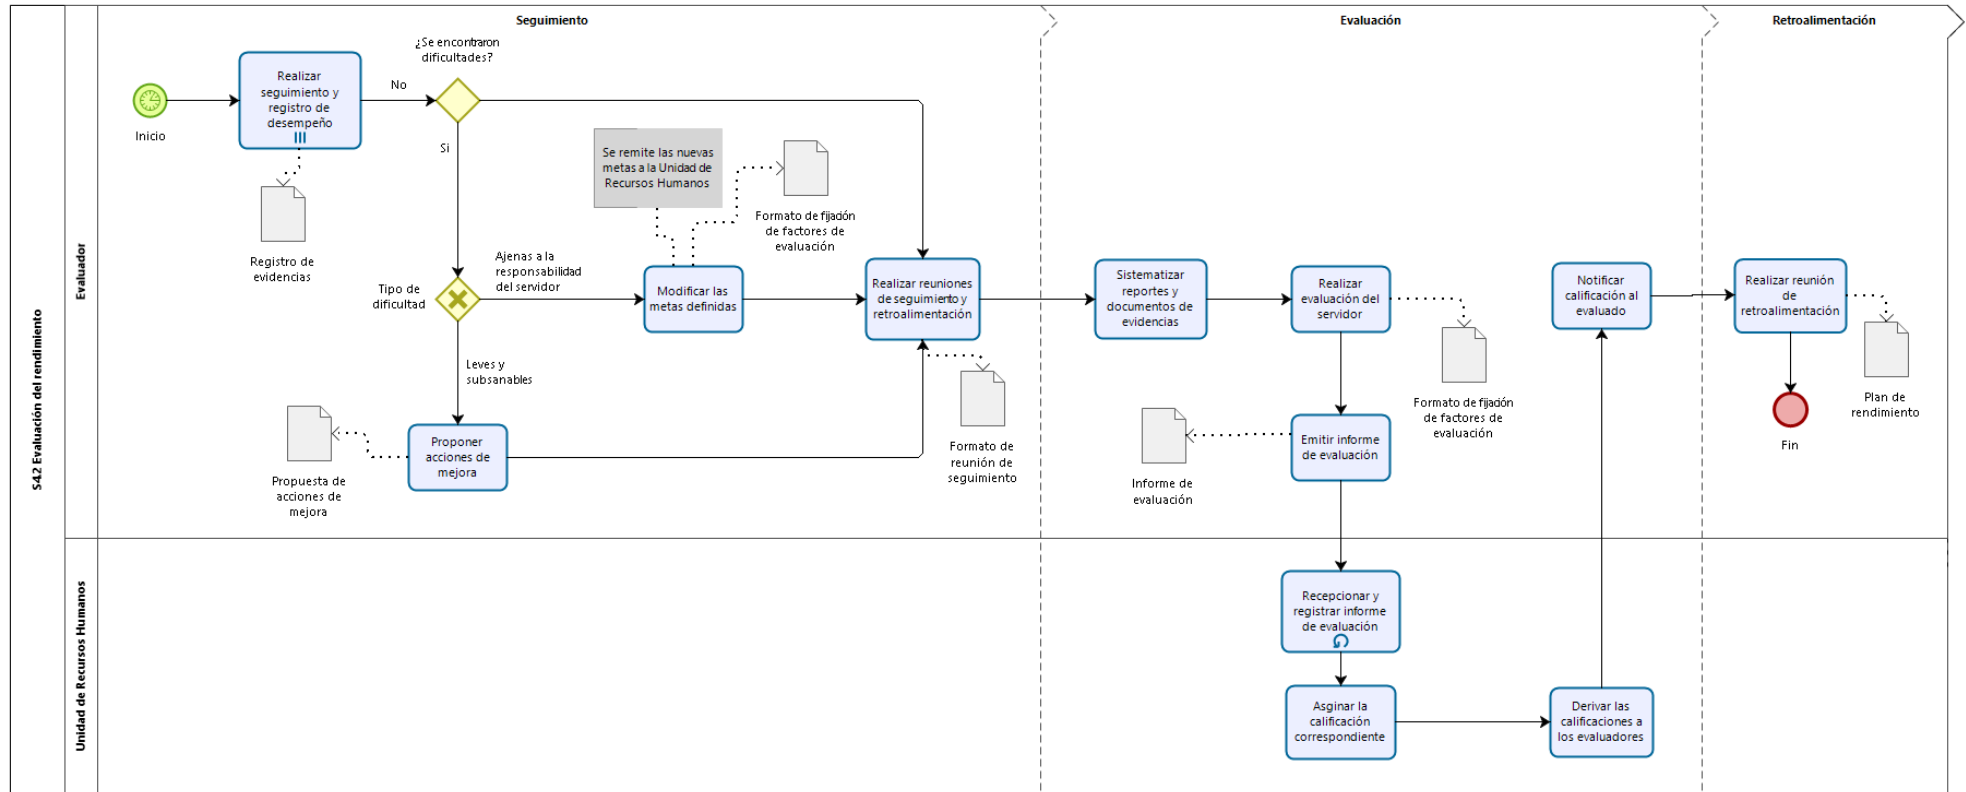 Seguimiento
Evaluación
Retroalimentación
S4.2 Evaluación del rendimiento
Evaluador
Unidad de Recursos Humanos
Inicio
Realizar
seguimiento y
registro de
desempeño
Registro de
evidencias
No
¿Se encontraron
dificultades?
Si
Tipo de
dificultad
Ajenas a la
responsabilidad
del servidor
Leves y
subsanables
Proponer
acciones de
mejora
Propuesta de
acciones de
mejora
Se remite las nuevas
metas a la Unidad de
Recursos Humanos
Formato de fijación
de factores de
evaluación
Modificar las
metas definidas
Realizar reuniones
de seguimiento y
retroalimentación
Formato de
reunión de
seguimiento
Sistematizar
reportes y
documentos de
evidencias
Realizar
evaluación del
servidor
Formato de fijación
de factores de
evaluación
Emitir informe
de evaluación
Informe de
evaluación
Recepcionar y
registrar informe
de evaluación
Asginar la
calificación
correspondiente
Derivar las
calificaciones a
los evaluadores
Notificar
calificación al
evaluado
Realizar reunión
de
retroalimentación
Plan de
rendimiento
Fin